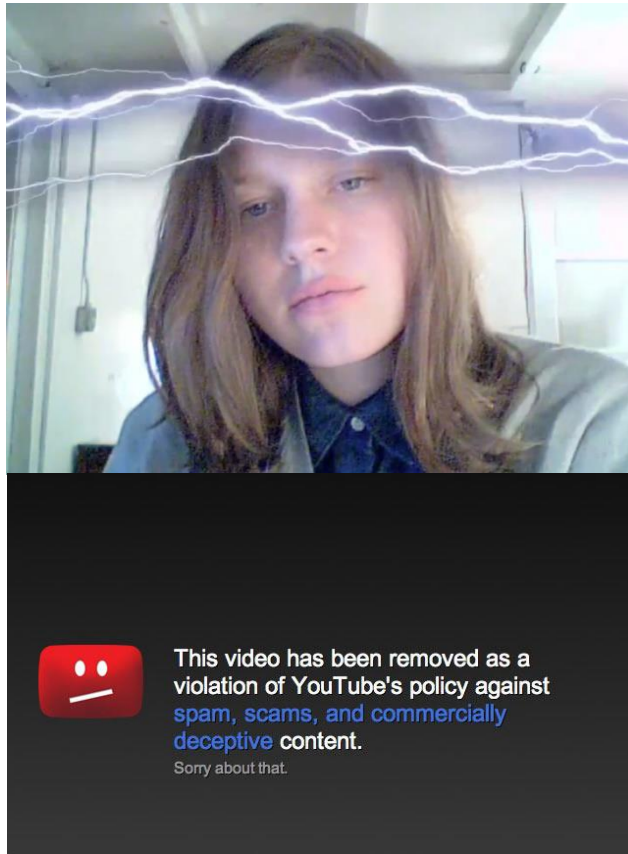 This video has been removed as a
violation of YouTube's policy against
spam, scams, and commercially
deceptive content.
Sorry about that.